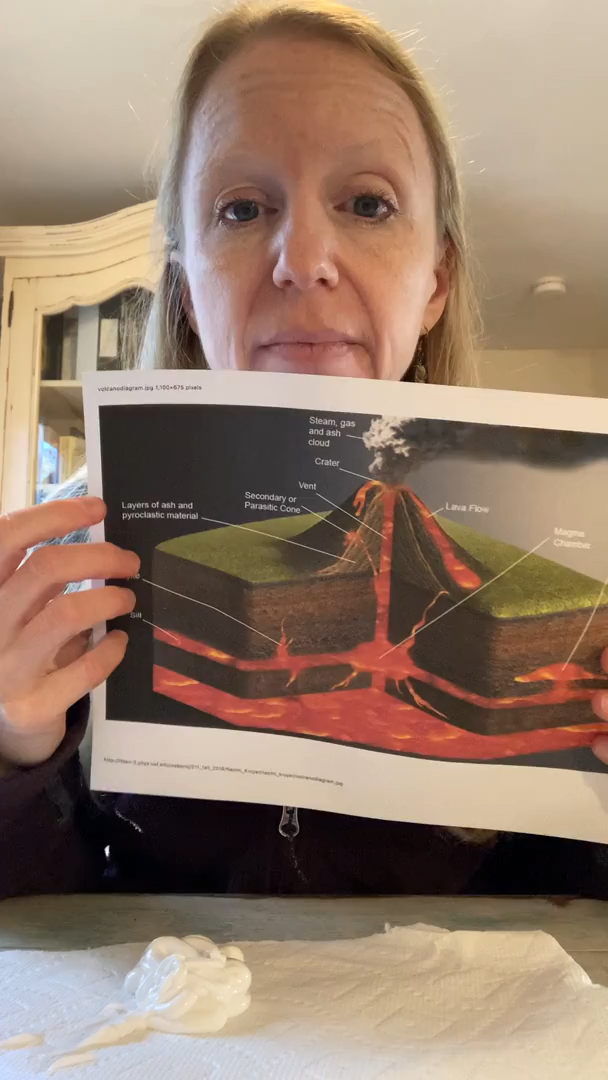 volcanodiagram.jpg 1,100×675 pixels
Steam, gas
and ash
cloud
Crater
Vent
Secondary or
Parasitic Cone
Layers of ash and
pyroclastic material
Lava Flow
Magma
Chamber
Sill